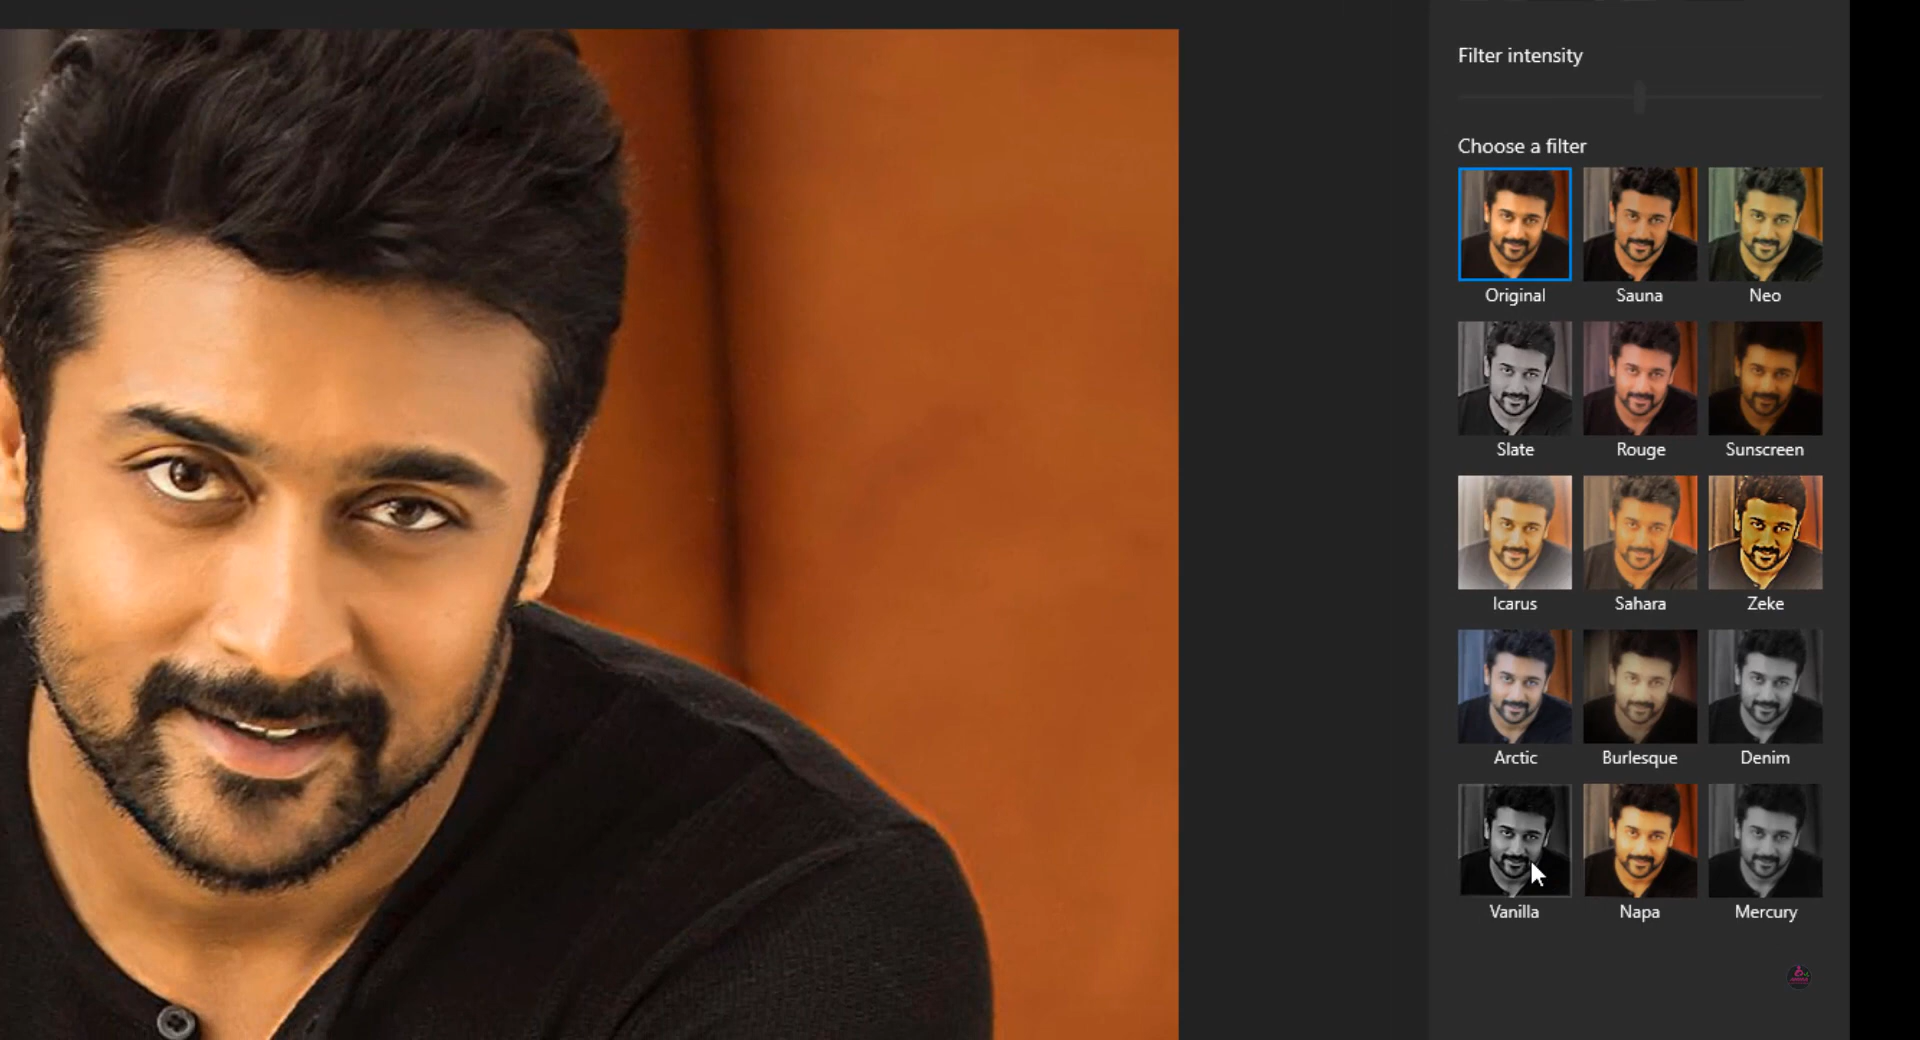 Filter intensity
Choose a filter
Original Sauna Neo
Slate Rouge Sunscreen
Icarus Sahara Zeke
Arctic Burlesque Denim
Vanilla Napa Mercury